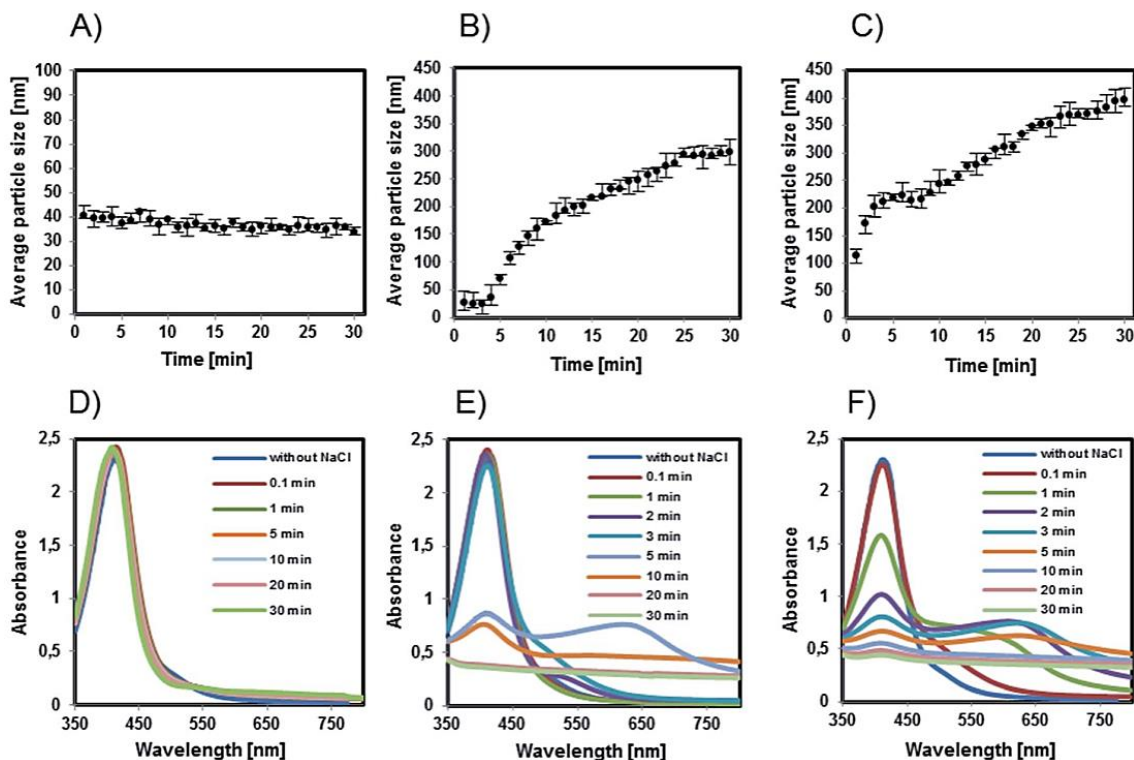 A)
Average particle size [nm]
100
90
80
70
60
50
40
30
20
10
0
0 5 10 15 20 25 30
Time [min]
B)
Average particle size [nm]
450
400
350
300
250
200
150
100
50
0
0 5 10 15 20 25 30
Time [min]
C)
Average particle size [nm]
450
400
350
300
250
200
150
100
50
0
0 5 10 15 20 25 30
Time [min]
D)
Absorbance
2,5
2
1,5
1
0,5
0
350 450 550 650 750
Wavelength [nm]
without NaCl
0.1 min
1 min
5 min
10 min
20 min
30 min
E)
Absorbance
2,5
2
1,5
1
0,5
0
350 450 550 650 750
Wavelength [nm]
without NaCl
0.1 min
1 min
2 min
3 min
5 min
10 min
20 min
30 min
F)
Absorbance
2,5
2
1,5
1
0,5
0
350 450 550 650 750
Wavelength [nm]
without NaCl
0.1 min
1 min
2 min
3 min
5 min
10 min
20 min
30 min